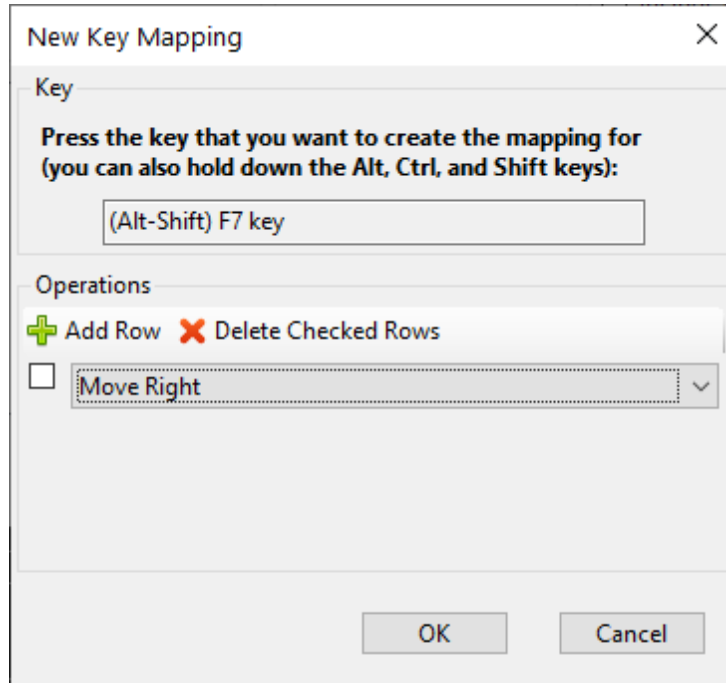 New Key Mapping
Key
Press the key that you want to create the mapping for
(you can also hold down the Alt, Ctrl, and Shift keys):
(Alt-Shift) F7 key
Operations
Add Row Delete Checked Rows
Move Right
OK Cancel